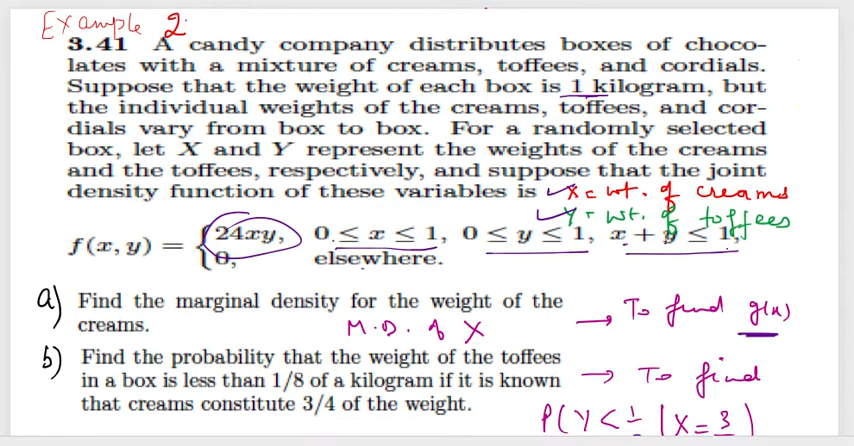 Example 2.
3.41 A candy company distributes boxes of choco-
lates with a mixture of creams, toffees, and cordials.
Suppose that the weight of each box is 1 kilogram, but
the individual weights of the creams, toffees, and cor-
dials vary from box to box. For a randomly selected
box, let X and Y represent the weights of the creams
and the toffees, respectively, and suppose that the joint
density function of these variables is
X = wt. of creams
Y = wt. of toffees
f(x, y) = { 24xy, 0 ≤ x ≤ 1, 0 ≤ y ≤ 1, x + y ≤ 1,
0, elsewhere.
a) Find the marginal density for the weight of the
creams.
M.D. of X
→ To find g(x)
b) Find the probability that the weight of the toffees
in a box is less than 1/8 of a kilogram if it is known
that creams constitute 3/4 of the weight.
→ To find
P(Y < 1 | X = 3 )